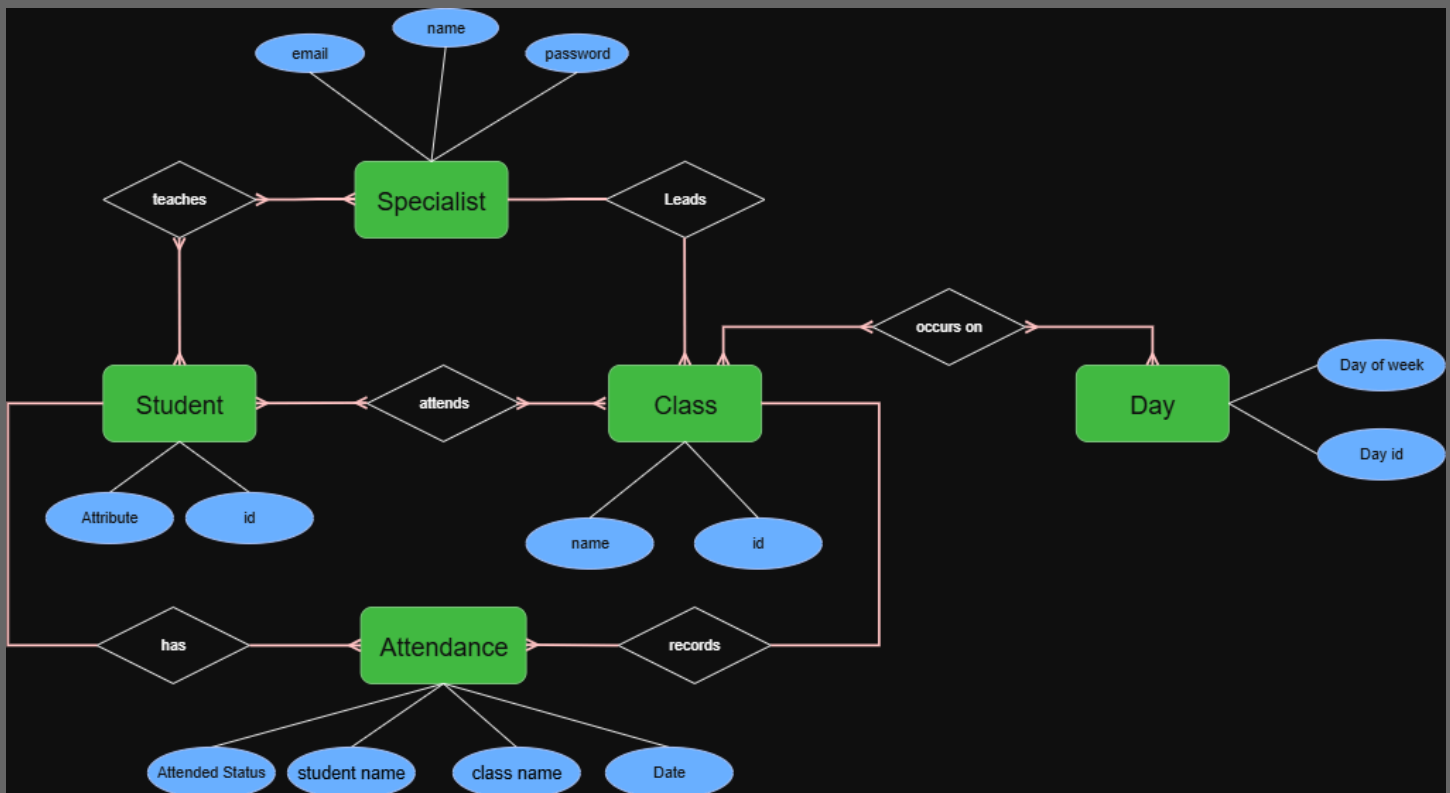 name
email
password
teaches
Specialist
Leads
occurs on
Day of week
Student
attends
Class
Day
Day id
Attribute
id
name
id
has
Attendance
records
Attended Status
student name
class name
Date